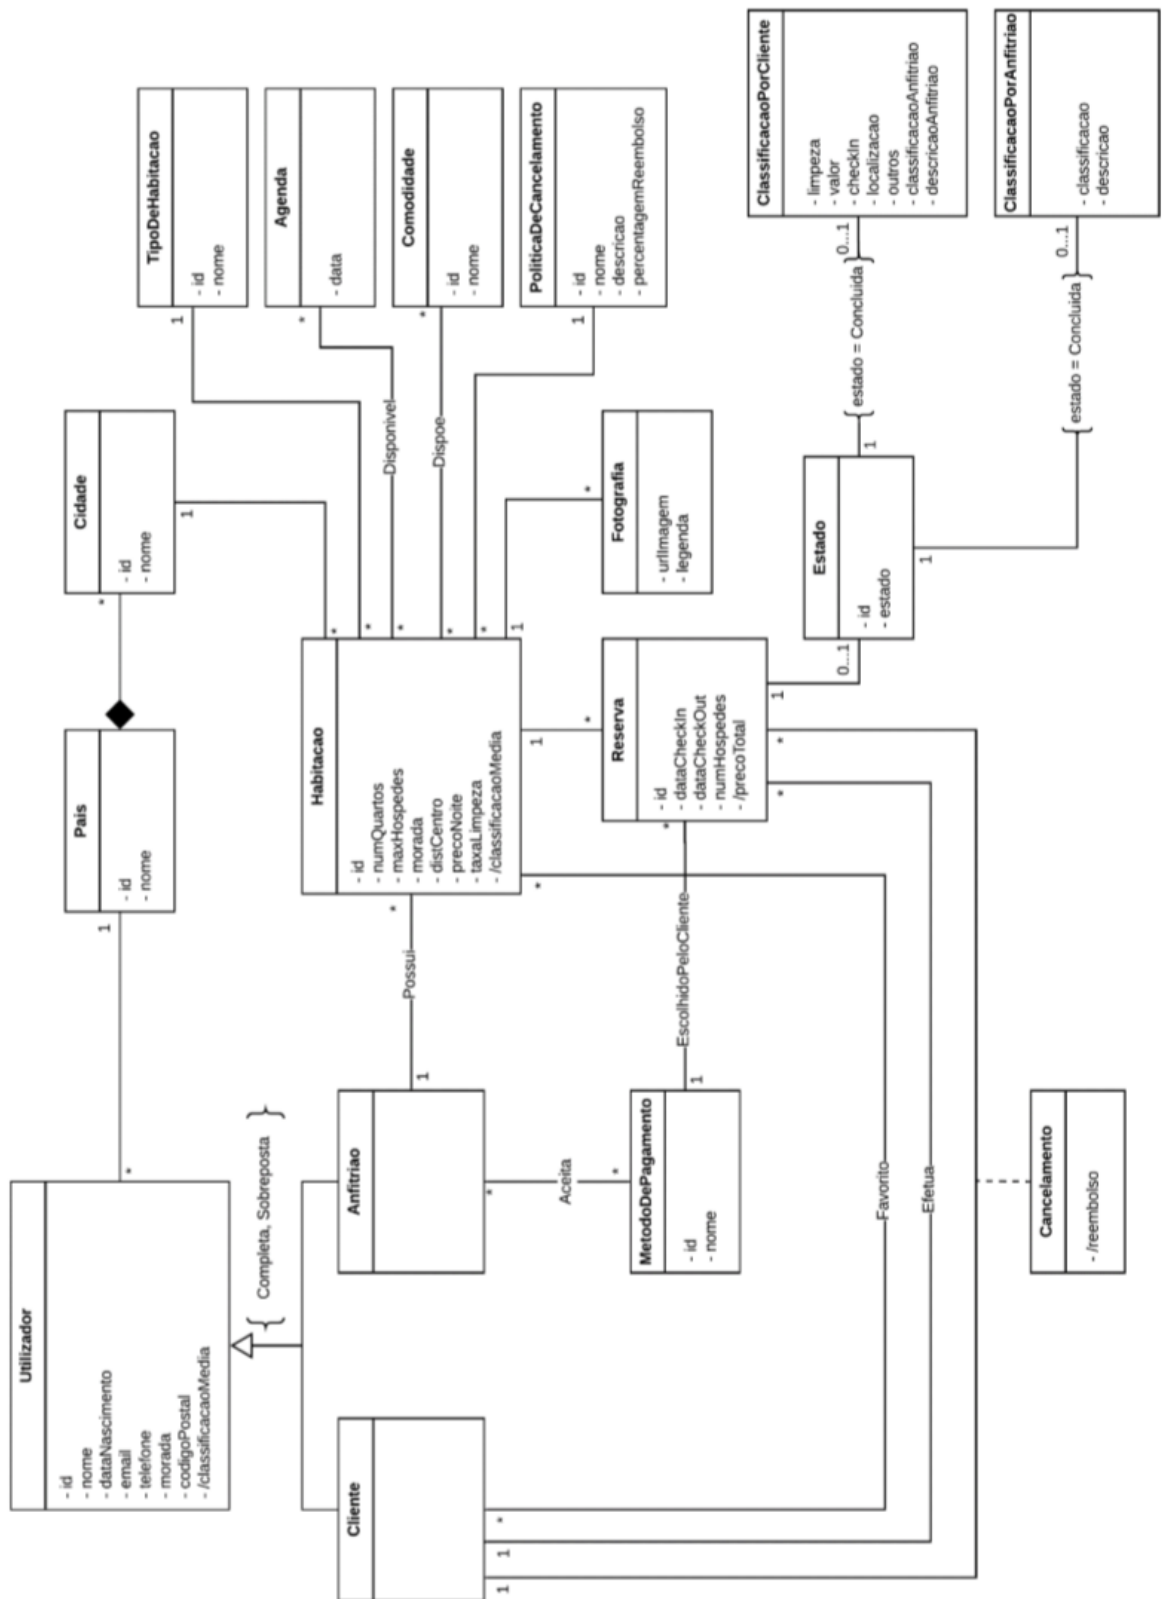 Utilizador
- id
- nome
- dataNascimento
- email
- telefone
- morada
- codigoPostal
- /classificacaoMedia
*
1
Pais
- id
- nome
*
Cidade
- id
- nome
1
{ Completa, Sobreposta }
Cliente
*
1
1
Anfitriao
1
Possui
*
Habitacao
- id
- numQuartos
- maxHospedes
- morada
- distCentro
- precoNoite
- taxaLimpeza
- /classificacaoMedia
*
*
*
*
*
1
*
1
TipoDeHabitacao
- id
- nome
1
Agenda
- data
*
Disponivel
Comodidade
- id
- nome
*
Dispoe
PoliticaDeCancelamento
- id
- nome
- descricao
- percentagemReembolso
1
*
Aceita
*
MetodoDePagamento
- id
- nome
1
EscolhidoPeloCliente
*
Reserva
- id
- dataCheckIn
- dataCheckOut
- numHospedes
- /precoTotal
*
*
*
1
Fotografia
- urlImagem
- legenda
*
Favorito
Efetua
0...1
Estado
- id
- estado
1
1
{ estado = Concluida }
0...1
ClassificacaoPorCliente
- limpeza
- valor
- checkIn
- localizacao
- outros
- classificacaoAnfitriao
- descricaoAnfitriao
{ estado = Concluida }
0...1
ClassificacaoPorAnfitriao
- classificacao
- descricao
Cancelamento
- /reembolso